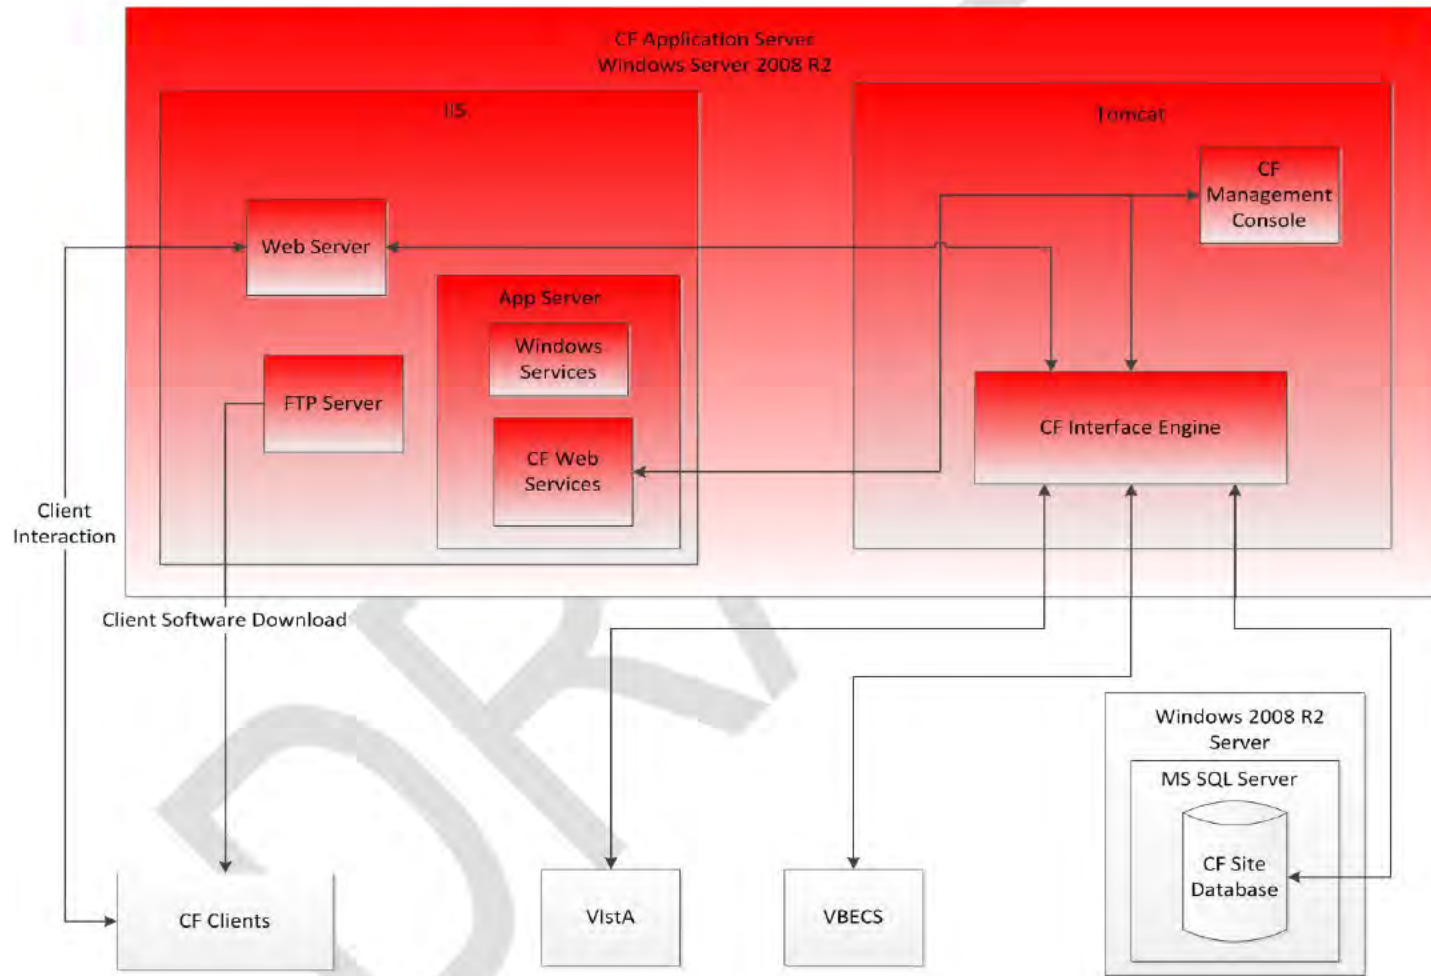 CF Application Server
Windows Server 2008 R2
IIS
Tomcat
CF
Management
Console
Web Server
App Server
Windows
Services
FTP Server
CF Interface Engine
CF Web
Services
Client
Interaction
Client Software Download
Windows 2008 R2
Server
MS SQL Server
CF Site
Database
CF Clients
VistA
VBECS